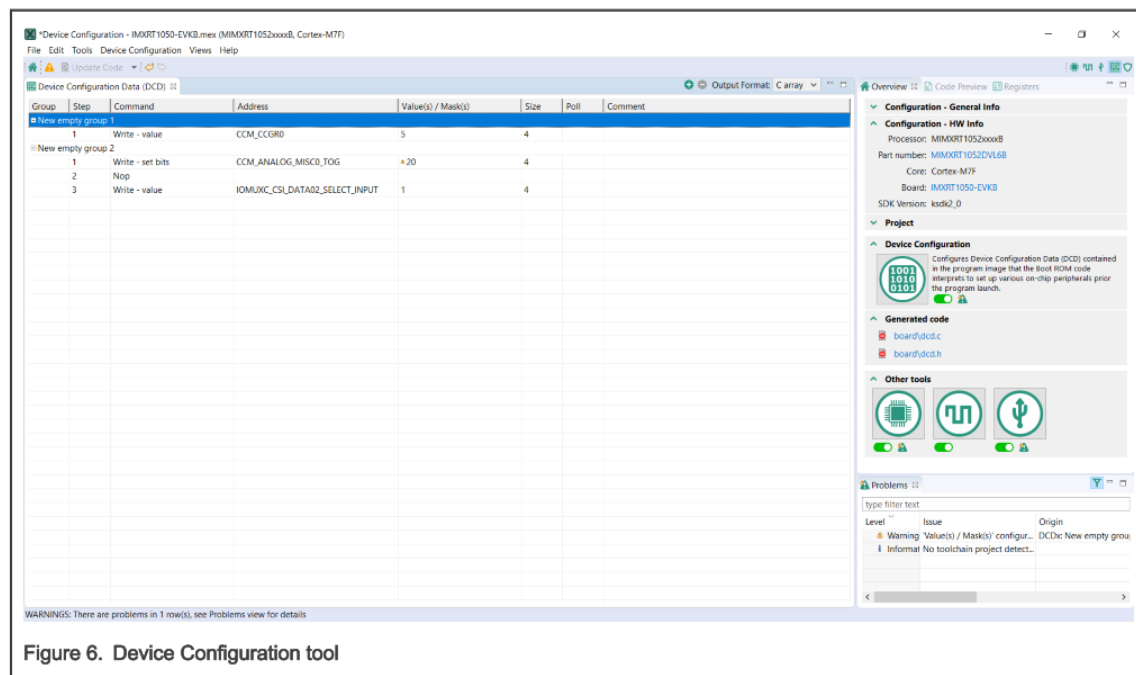 *Device Configuration - IMXRT1050-EVKB.mex (MIMXRT1052xxxxB, Cortex-M7F)
File Edit Tools Device Configuration Views Help
Update Code
Device Configuration Data (DCD)
Output Format: C array
Group Step Command Address Value(s) / Mask(s) Size Poll Comment
New empty group 1
1 Write - value CCM_CCGR0 5 4
New empty group 2
1 Write - set bits CCM_ANALOG_MISC0_TOG 20 4
2 Nop
3 Write - value IOMUXC_CSI_DATA02_SELECT_INPUT 1 4
WARNINGS: There are problems in 1 row(s), see Problems view for details
Overview Code Preview Registers
Configuration - General Info
Configuration - HW Info
Processor: MIMXRT1052xxxxB
Part number: MIMXRT1052DVL6B
Core: Cortex-M7F
Board: IMXRT1050-EVKB
SDK Version: ksdk2_0
Project
Device Configuration
1001
1010
0101
Configures Device Configuration Data (DCD) contained
in the program image that the Boot ROM code
interprets to set up various on-chip peripherals prior
the program launch.
Generated code
board\dcd.c
board\dcd.h
Other tools
Problems
type filter text
Level Issue Origin
Warning 'Value(s) / Mask(s)' configur... DCDx: New empty grou
Informat No toolchain project detect...
Figure 6. Device Configuration tool